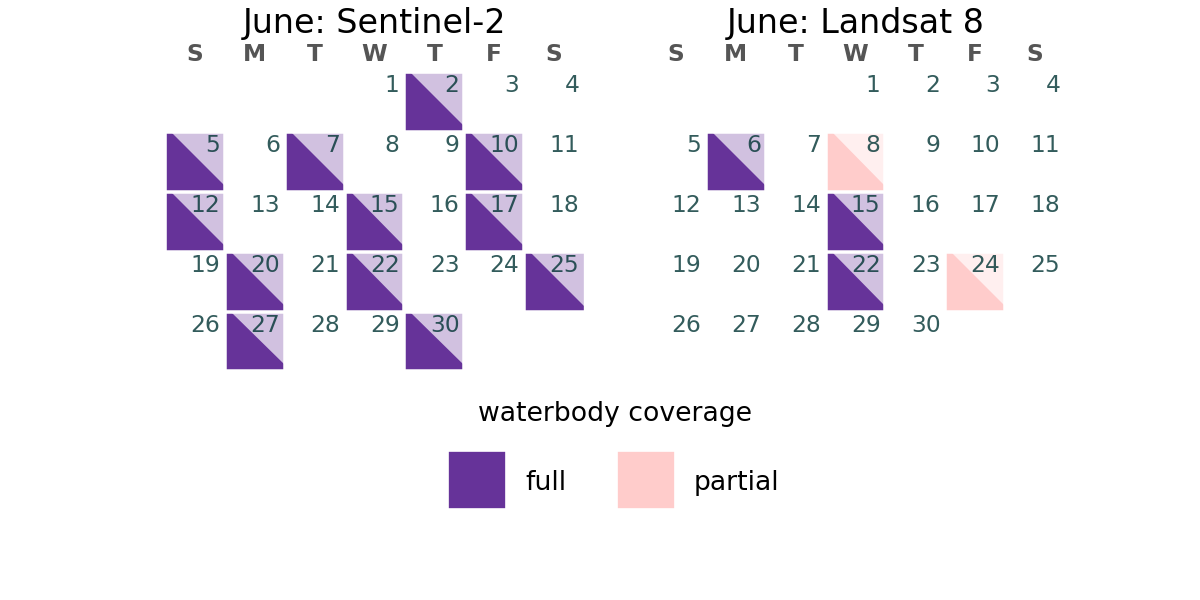 June: Sentinel-2
S M T W T F S
1 2 3 4
5 6 7 8 9 10 11
12 13 14 15 16 17 18
19 20 21 22 23 24 25
26 27 28 29 30
June: Landsat 8
S M T W T F S
1 2 3 4
5 6 7 8 9 10 11
12 13 14 15 16 17 18
19 20 21 22 23 24 25
26 27 28 29 30
waterbody coverage
full partial